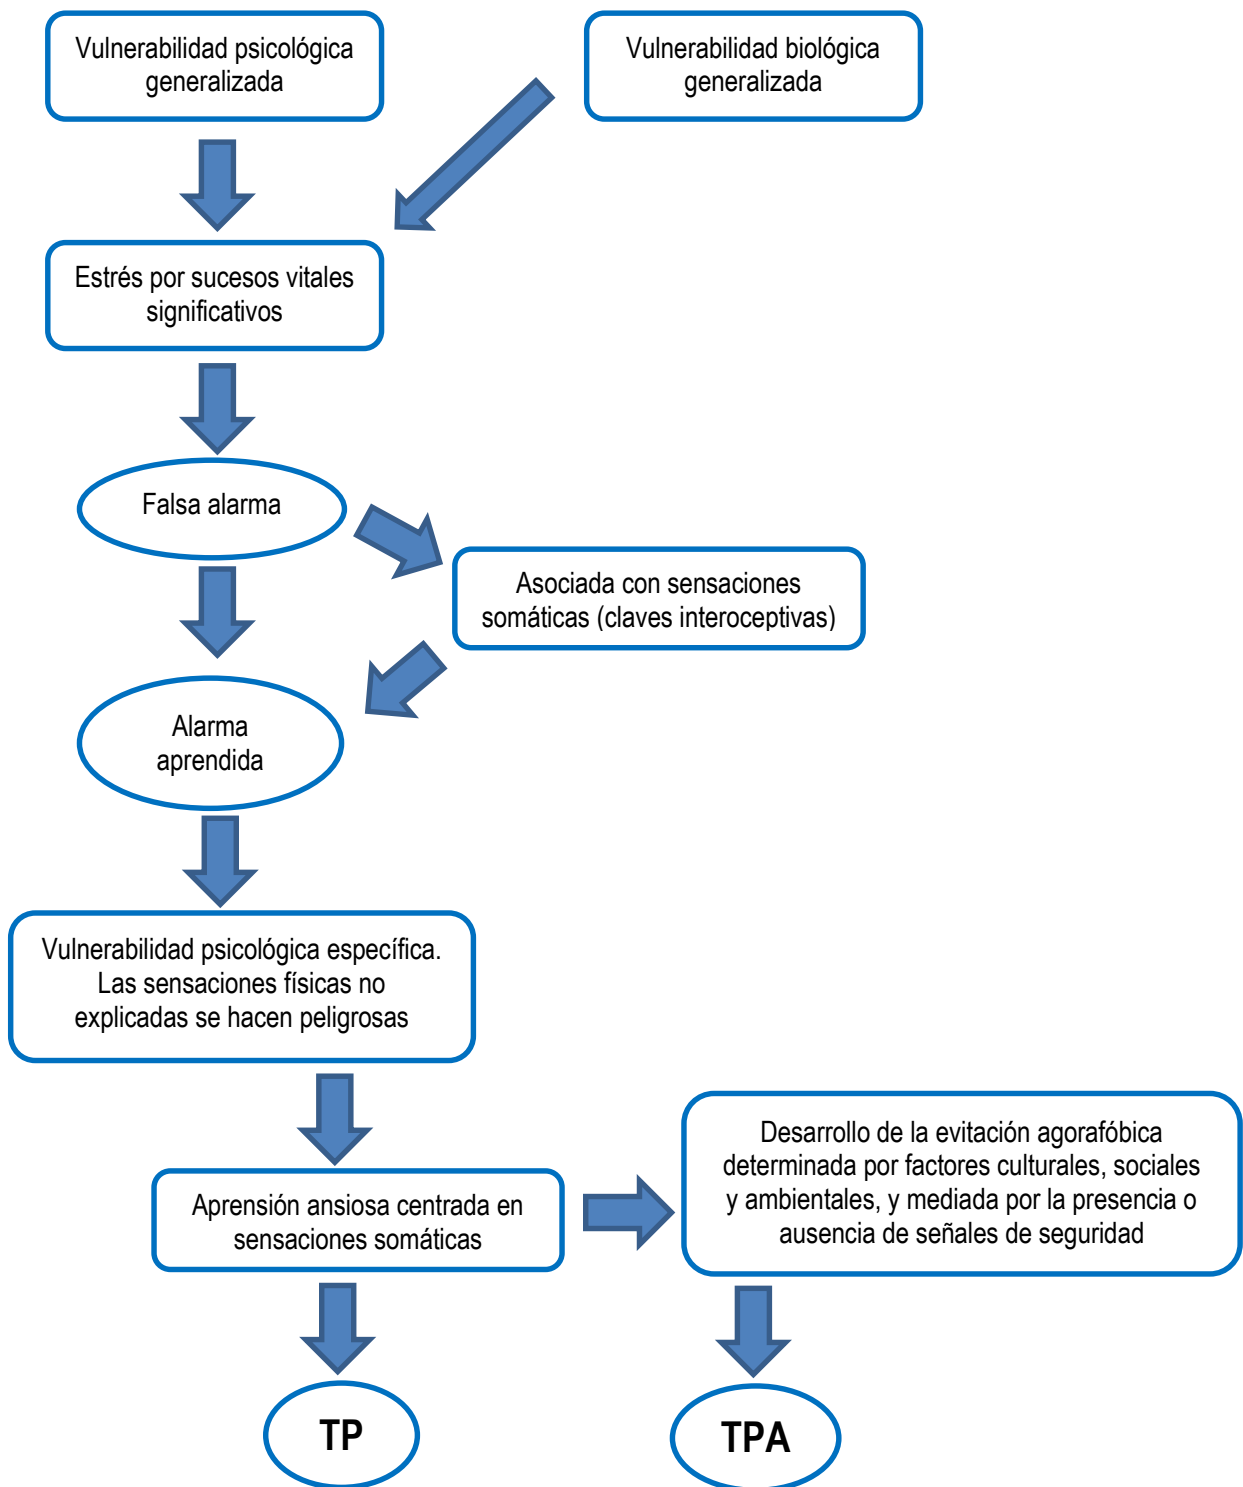 Vulnerabilidad psicológica
generalizada
Vulnerabilidad biológica
generalizada
Estrés por sucesos vitales
significativos
Falsa alarma
Asociada con sensaciones
somáticas (claves interoceptivas)
Alarma
aprendida
Vulnerabilidad psicológica específica.
Las sensaciones físicas no
explicadas se hacen peligrosas
Aprensión ansiosa centrada en
sensaciones somáticas
Desarrollo de la evitación agorafóbica
determinada por factores culturales, sociales
y ambientales, y mediada por la presencia o
ausencia de señales de seguridad
TP
TPA